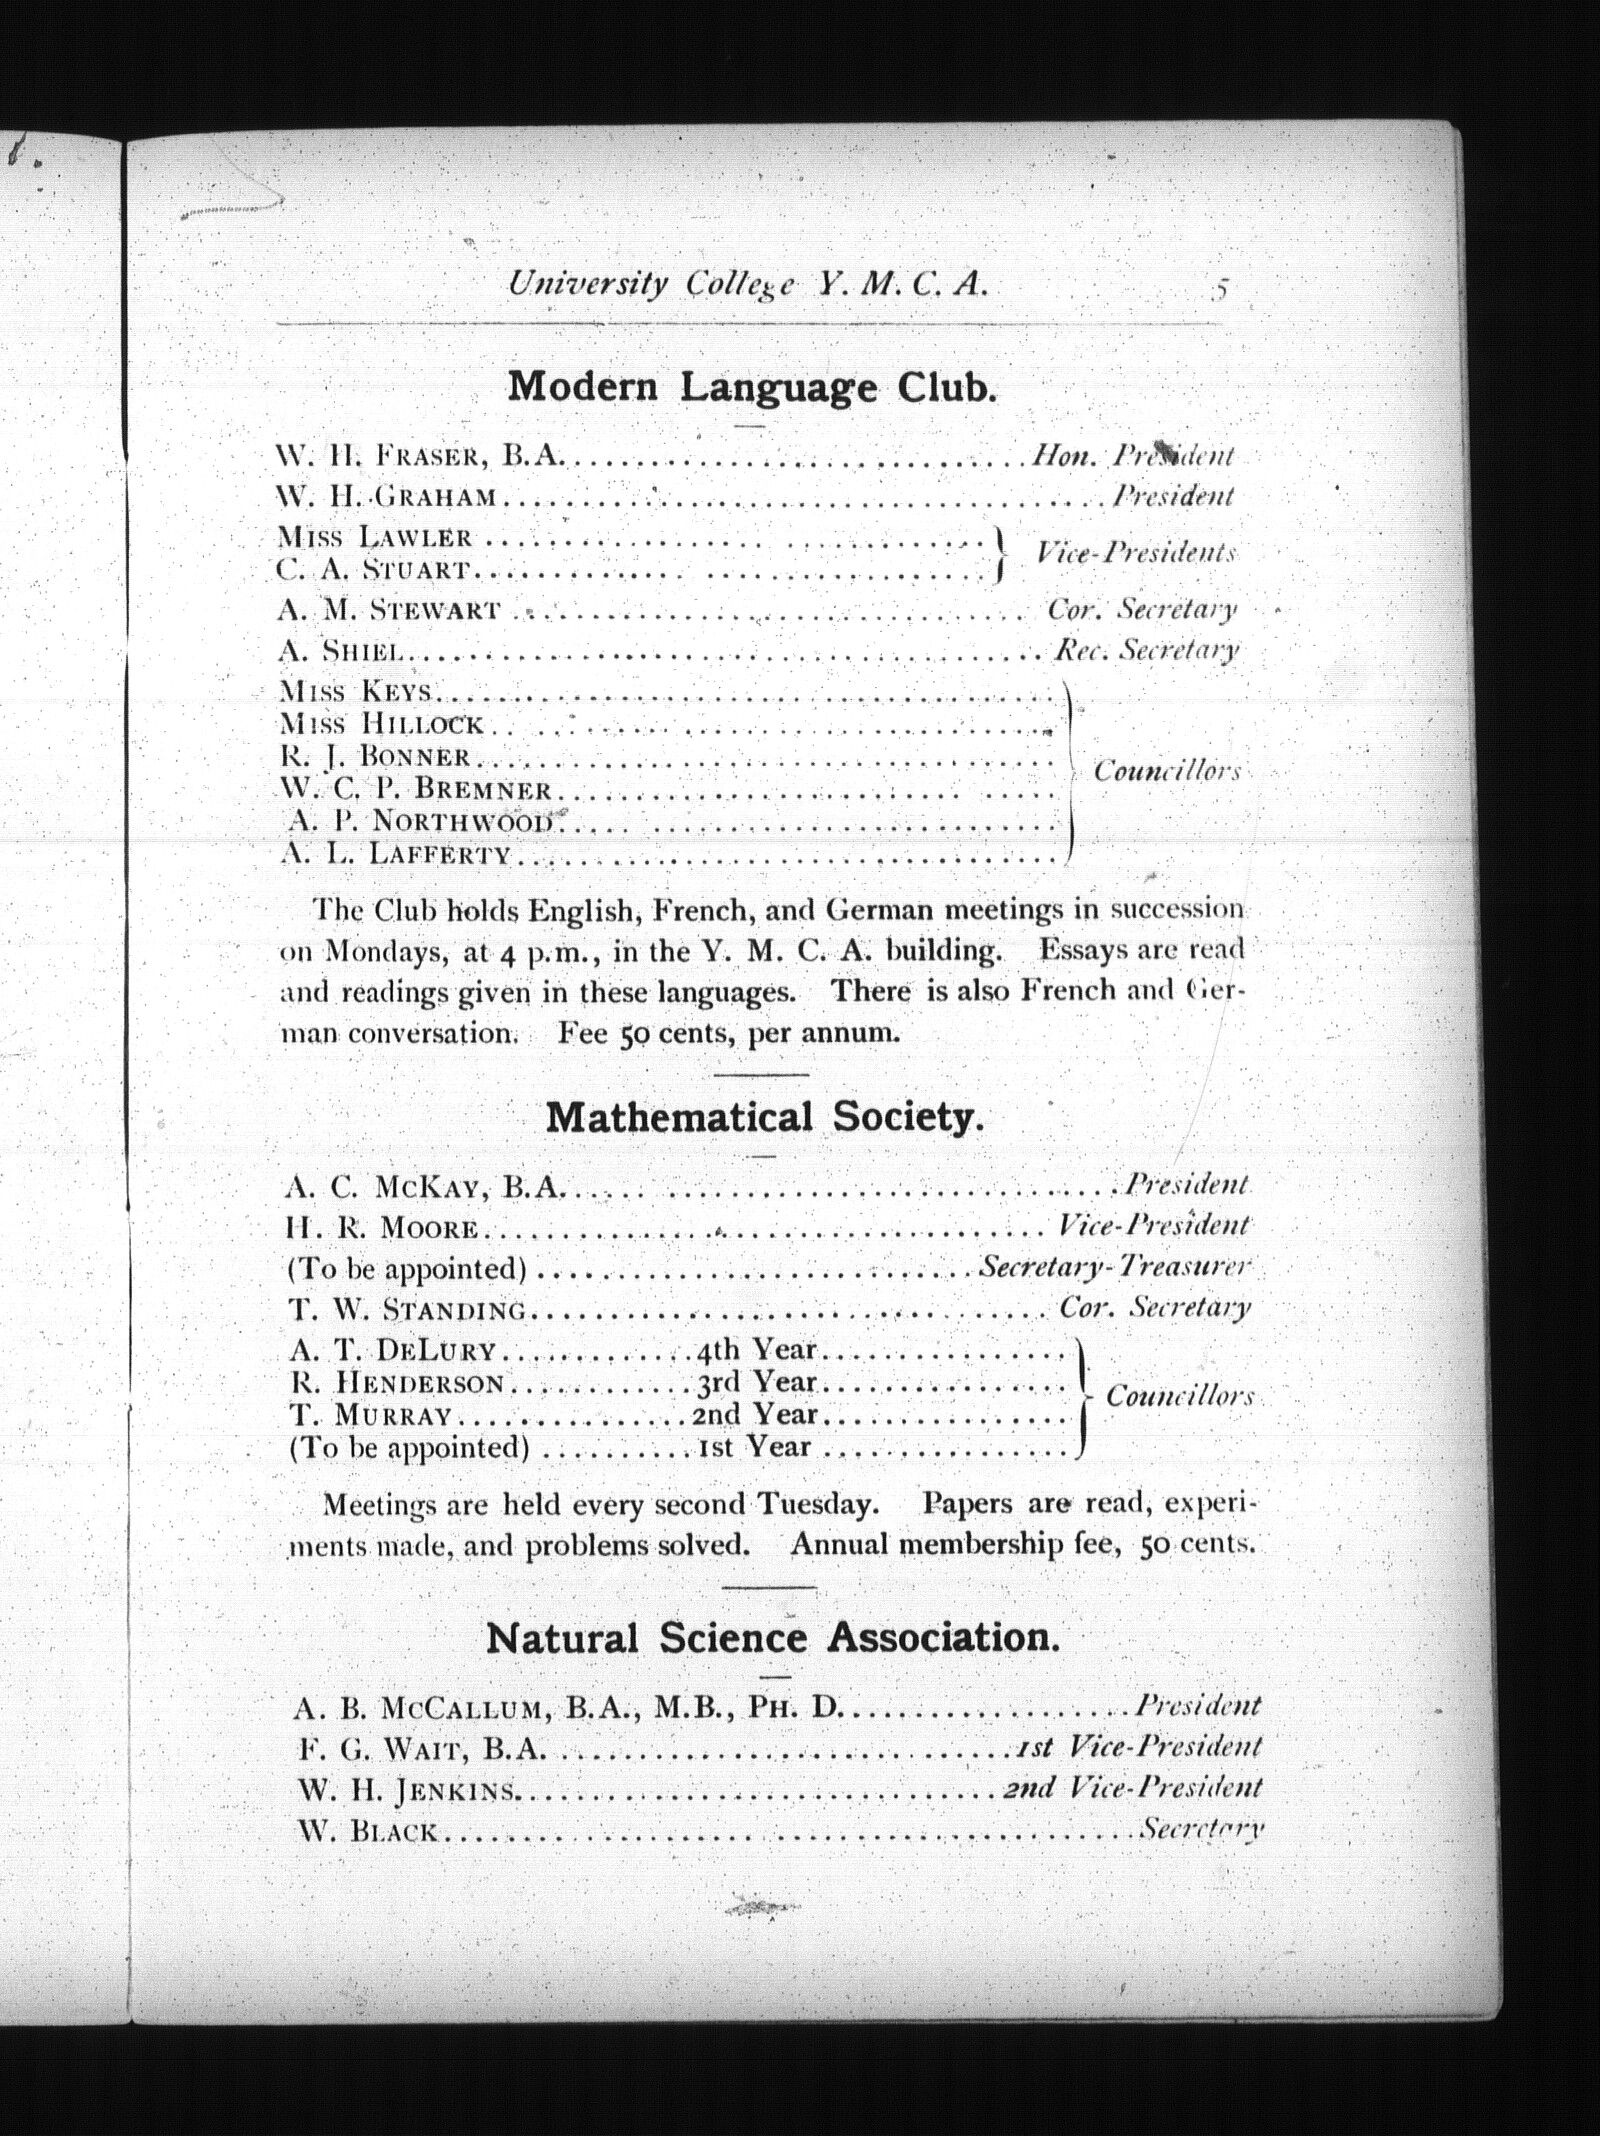 University College Y. M. C. A. 5
Modern Language Club.
W. H. FRASER, B.A. Hon. President
W. H. GRAHAM President
MISS LAWLER
C. A. STUART
} Vice-Presidents
A. M. STEWART Cor. Secretary
A. SHIEL Rec. Secretary
MISS KEYS
MISS HILLOCK
R. J. BONNER
W. C. P. BREMNER
A. P. NORTHWOOD
A. L. LAFFERTY
} Councillors
The Club holds English, French, and German meetings in succession
on Mondays, at 4 p.m., in the Y. M. C. A. building. Essays are read
and readings given in these languages. There is also French and Ger-
man conversation. Fee 50 cents, per annum.
Mathematical Society.
A. C. MCKAY, B.A. President
H. R. MOORE Vice-President
(To be appointed) Secretary-Treasurer
T. W. STANDING Cor. Secretary
A. T. DELURY 4th Year
R. HENDERSON 3rd Year
T. MURRAY 2nd Year
(To be appointed) 1st Year
} Councillors
Meetings are held every second Tuesday. Papers are read, experi-
ments made, and problems solved. Annual membership fee, 50 cents.
Natural Science Association.
A. B. MCCALLUM, B.A., M.B., PH. D. President
F. G. WAIT, B.A. 1st Vice-President
W. H. JENKINS 2nd Vice-President
W. BLACK Secretary